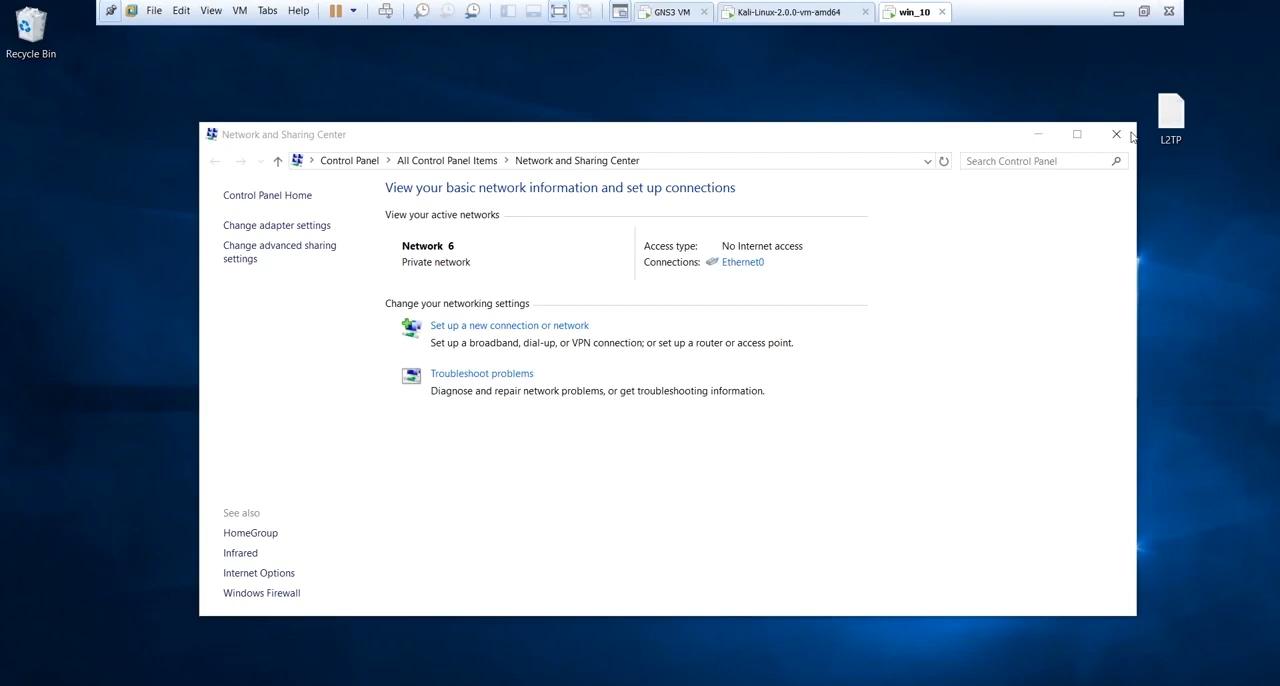 File Edit View VM Tabs Help
GNS3 VM
Kali-Linux-2.0.0-vm-amd64
win_10
Recycle Bin
L2TP
Network and Sharing Center
Control Panel > All Control Panel Items > Network and Sharing Center
Search Control Panel
Control Panel Home
Change adapter settings
Change advanced sharing
settings
View your basic network information and set up connections
View your active networks
Network 6
Private network
Access type: No Internet access
Connections: Ethernet0
Change your networking settings
Set up a new connection or network
Set up a broadband, dial-up, or VPN connection; or set up a router or access point.
Troubleshoot problems
Diagnose and repair network problems, or get troubleshooting information.
See also
HomeGroup
Infrared
Internet Options
Windows Firewall